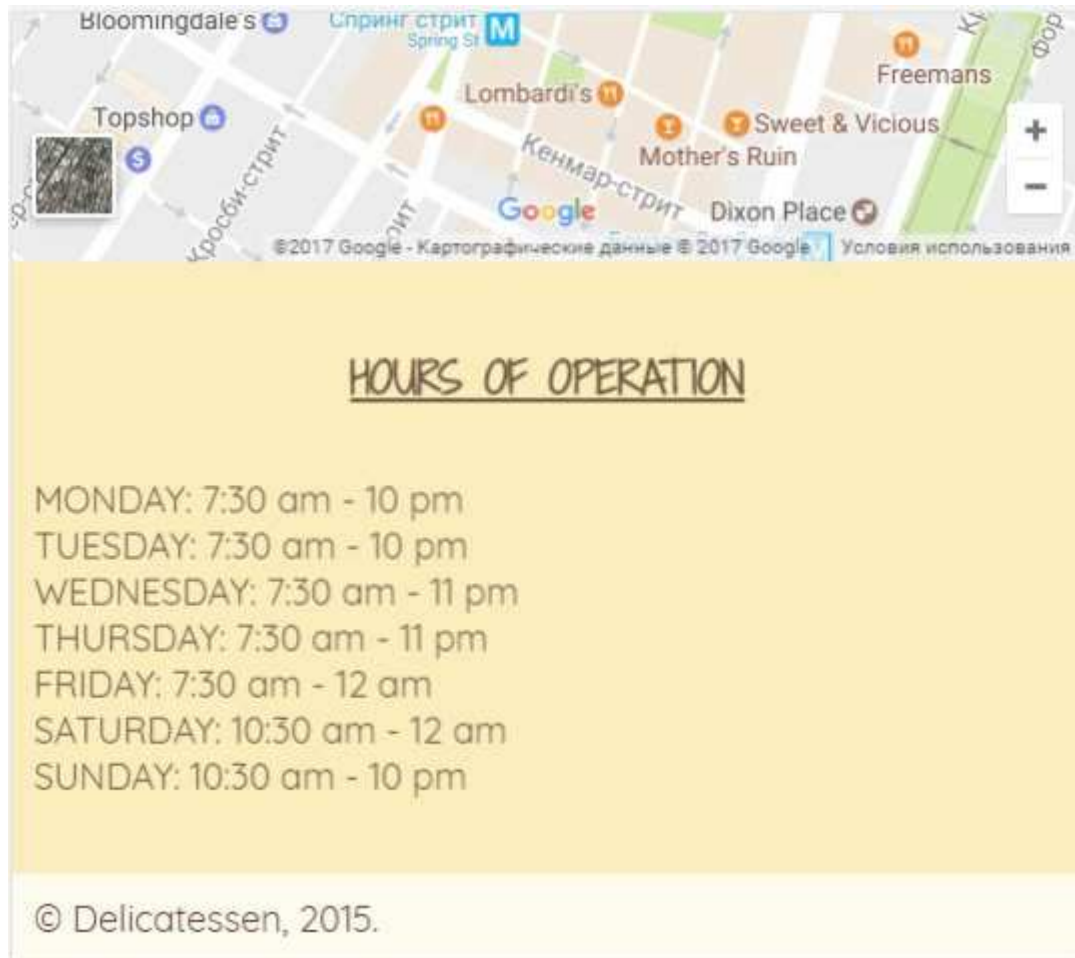 Bloomingdale's
Спринг стрит
Spring St
M
Freemans
Lombardi's
Topshop
Sweet & Vicious
Mother's Ruin
Кенмар-стрит
Кросби-стрит
Google
Dixon Place
©2017 Google - Картографические данные © 2017 Google
Условия использования
HOURS OF OPERATION
MONDAY: 7:30 am - 10 pm
TUESDAY: 7:30 am - 10 pm
WEDNESDAY: 7:30 am - 11 pm
THURSDAY: 7:30 am - 11 pm
FRIDAY: 7:30 am - 12 am
SATURDAY: 10:30 am - 12 am
SUNDAY: 10:30 am - 10 pm
© Delicatessen, 2015.